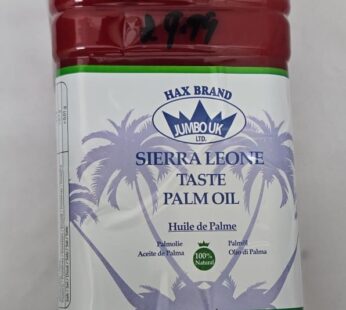 £9.99
HAX BRAND
JUMBO UK
LTD.
SIERRA LEONE
TASTE
PALM OIL
Huile de Palme
Palmolie Palmöl
Aceite de Palma 100% Olio di Palma
Natural